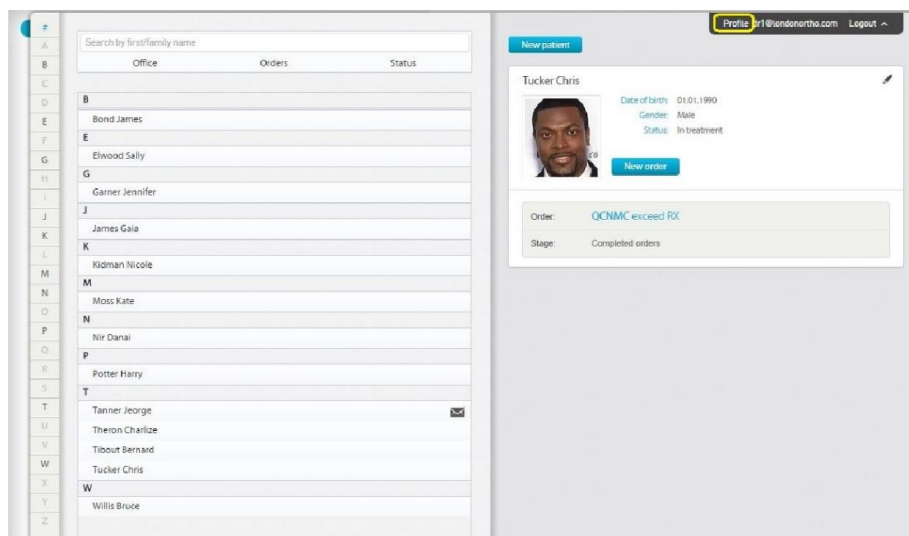 #
A
B
C
D
E
F
G
H
I
J
K
L
M
N
O
P
Q
R
S
T
U
V
W
X
Y
Z
Search by first/family name
Office Orders Status
B
Bond James
E
Elwood Sally
G
Garner Jennifer
J
James Gaia
K
Kidman Nicole
M
Moss Kate
N
Nir Danai
P
Potter Harry
T
Tanner Jeorge
Theron Charlize
Tibout Bernard
Tucker Chris
W
Willis Bruce
Profile dr1@londonortho.com Logout
New patient
Tucker Chris
Date of birth: 01.01.1990
Gender: Male
Status: In treatment
New order
Order: QCNMC exceed RX
Stage: Completed orders